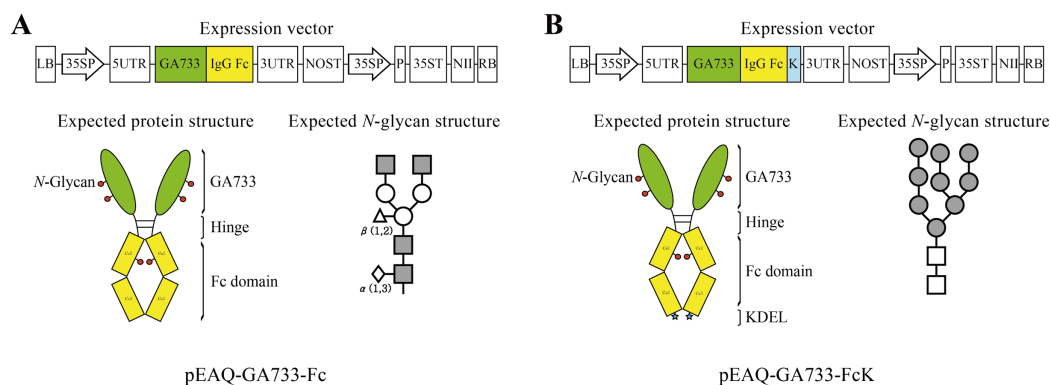 A
Expression vector
LB 35SP 5UTR GA733 IgG Fc 3UTR NOST 35SP P 35ST NII RB
Expected protein structure
Expected N-glycan structure
N-Glycan
GA733
Hinge
Fc domain
β (1,2)
α (1,3)
pEAQ-GA733-Fc
B
Expression vector
LB 35SP 5UTR GA733 IgG Fc K 3UTR NOST 35SP P 35ST NII RB
Expected protein structure
Expected N-glycan structure
N-Glycan
GA733
Hinge
Fc domain
KDEL
pEAQ-GA733-FcK